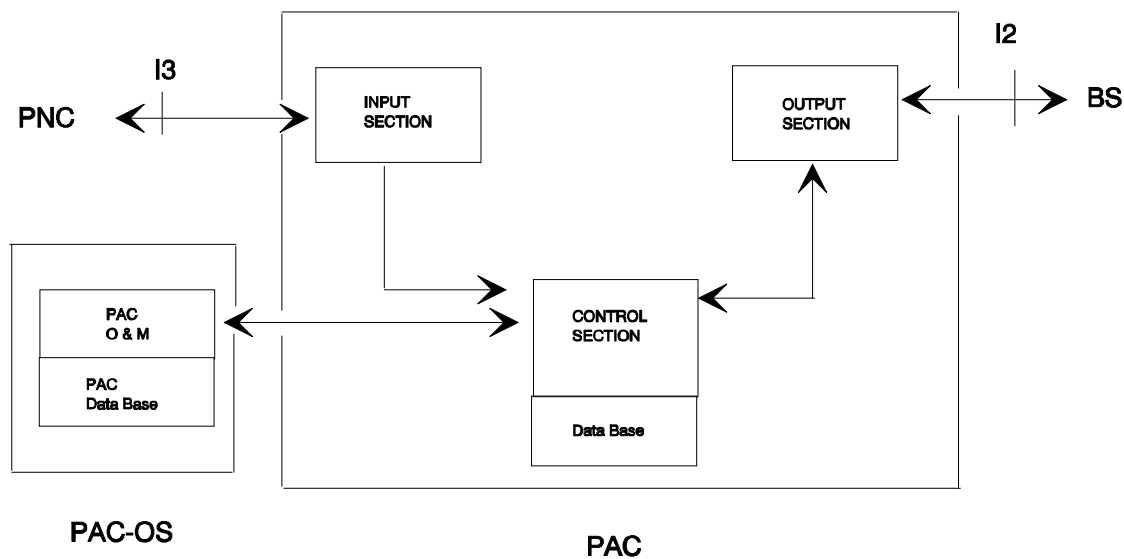 I3
PNC
INPUT
SECTION
OUTPUT
SECTION
I2
BS
PAC
O & M
PAC
Data Base
CONTROL
SECTION
Data Base
PAC-OS
PAC